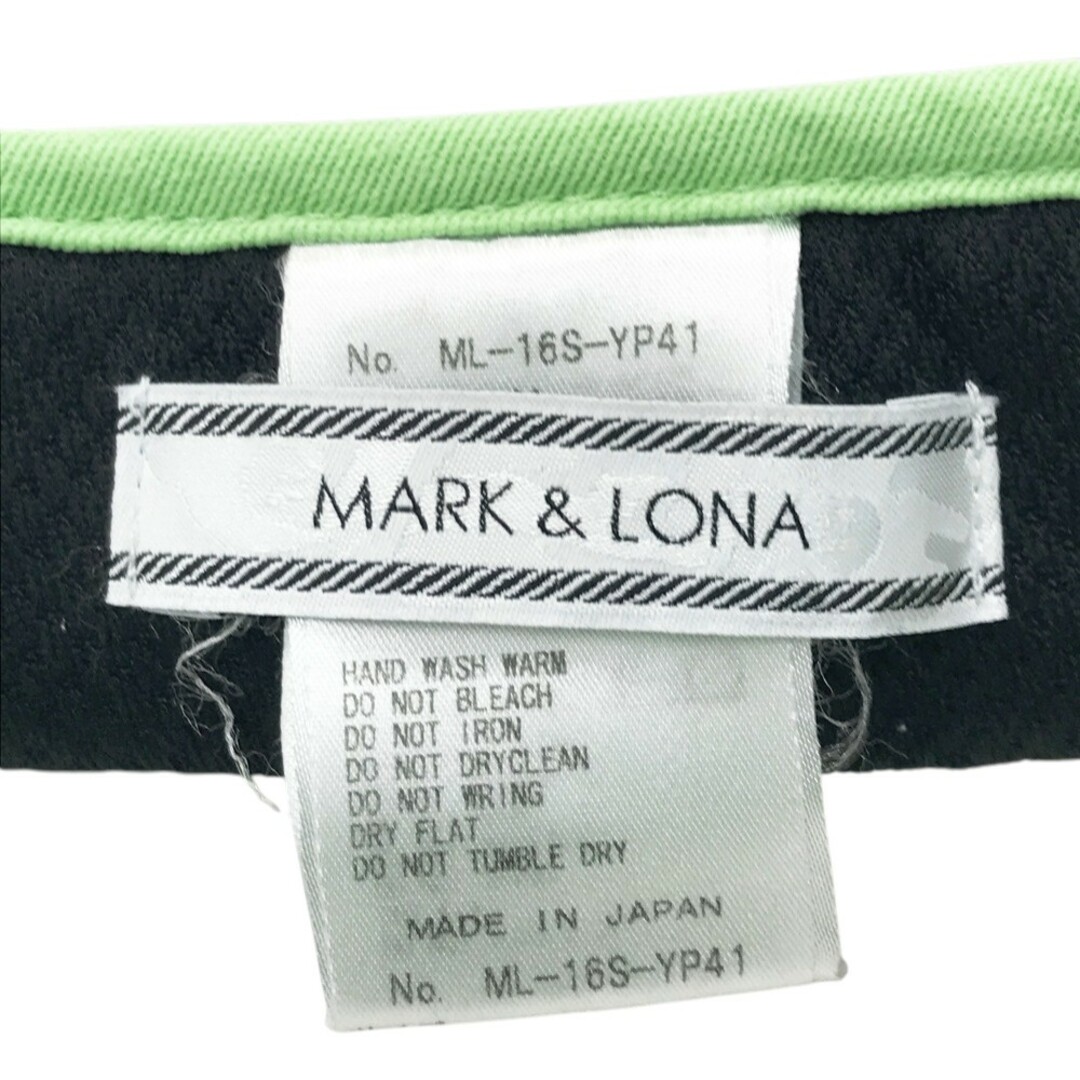 No. ML-16S-YP41
MARK & LONA
HAND WASH WARM
DO NOT BLEACH
DO NOT IRON
DO NOT DRYCLEAN
DO NOT WRING
DRY FLAT
DO NOT TUMBLE DRY
MADE IN JAPAN
No. ML-16S-YP41